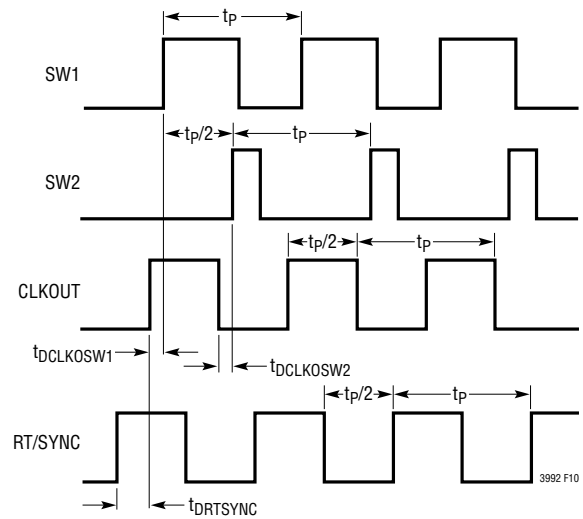 tP
SW1
tP/2
tP
SW2
tP/2
tP
CLKOUT
tDCLKOSW1
tDCLKOSW2
tP/2
tP
RT/SYNC
3992 F10
tDRTSYNC